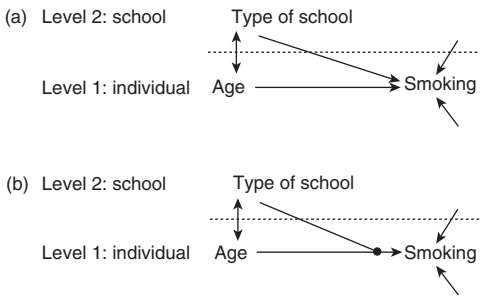 (a) Level 2: school Type of school
Level 1: individual Age Smoking
(b) Level 2: school Type of school
Level 1: individual Age Smoking